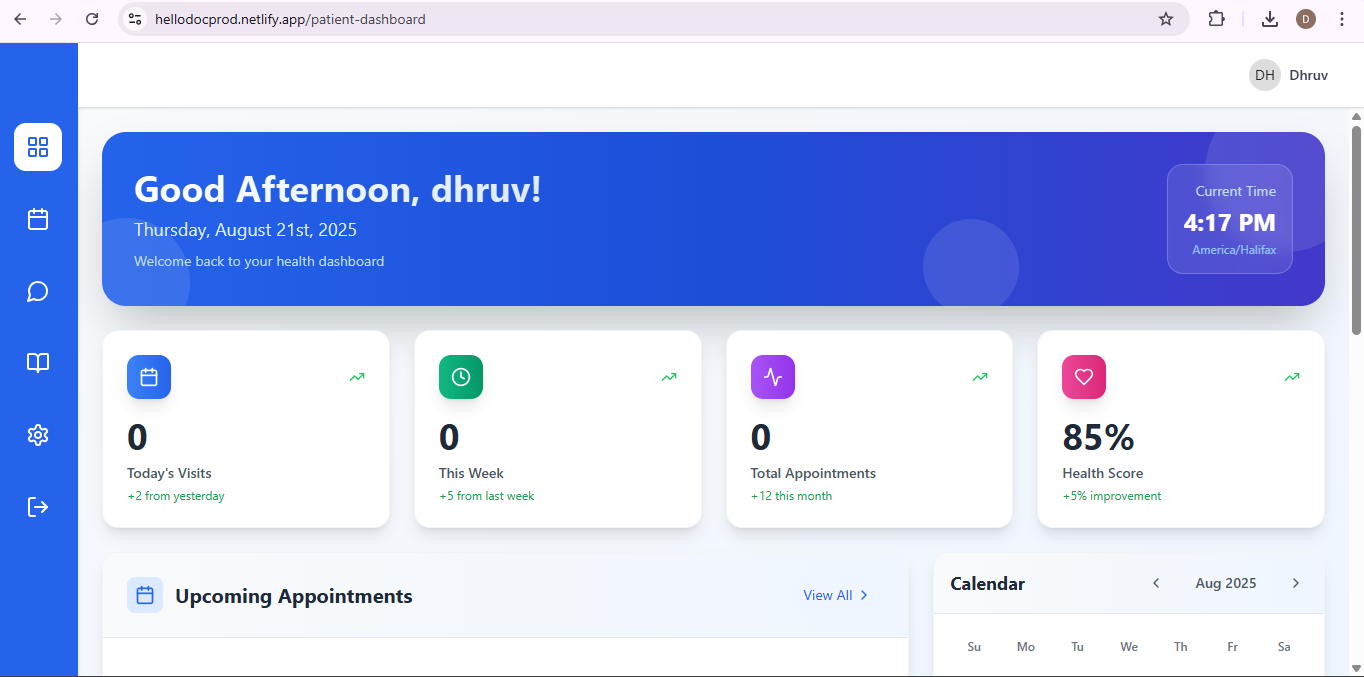 hellodocprod.netlify.app/patient-dashboard
D
DH Dhruv
Good Afternoon, dhruv!
Thursday, August 21st, 2025
Welcome back to your health dashboard
Current Time
4:17 PM
America/Halifax
0
Today's Visits
+2 from yesterday
0
This Week
+5 from last week
0
Total Appointments
+12 this month
85%
Health Score
+5% improvement
Upcoming Appointments
View All
Calendar
Aug 2025
Su Mo Tu We Th Fr Sa